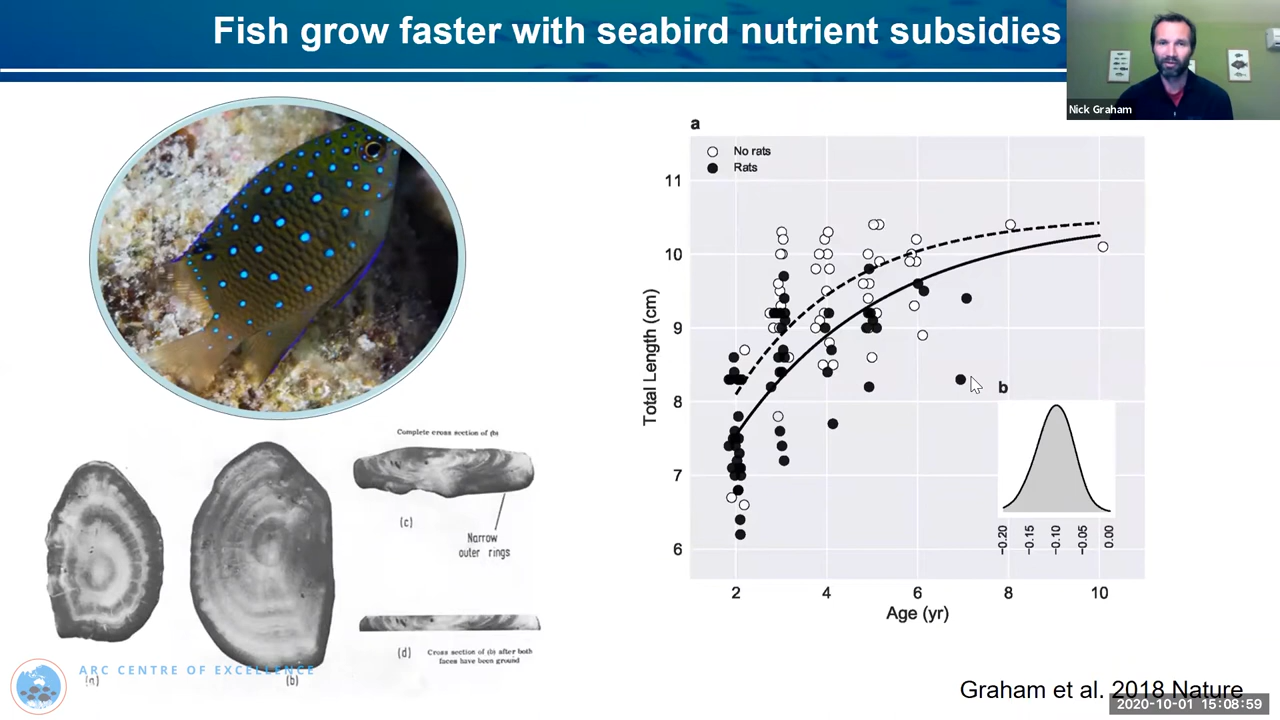 Fish grow faster with seabird nutrient subsidies
Nick Graham
a
No rats
Rats
11
10
9
8
7
6
Total Length (cm)
2
4
6
8
10
Age (yr)
b
−0.20
−0.15
−0.10
−0.05
0.00
Complete cross section of (b)
(c)
Narrow
outer rings
(d)
Cross section of (b) after both
faces have been ground
ARC CENTRE OF EXCELLENCE
(a)
(b)
Graham et al. 2018 Nature
2020-10-01 15:08:59